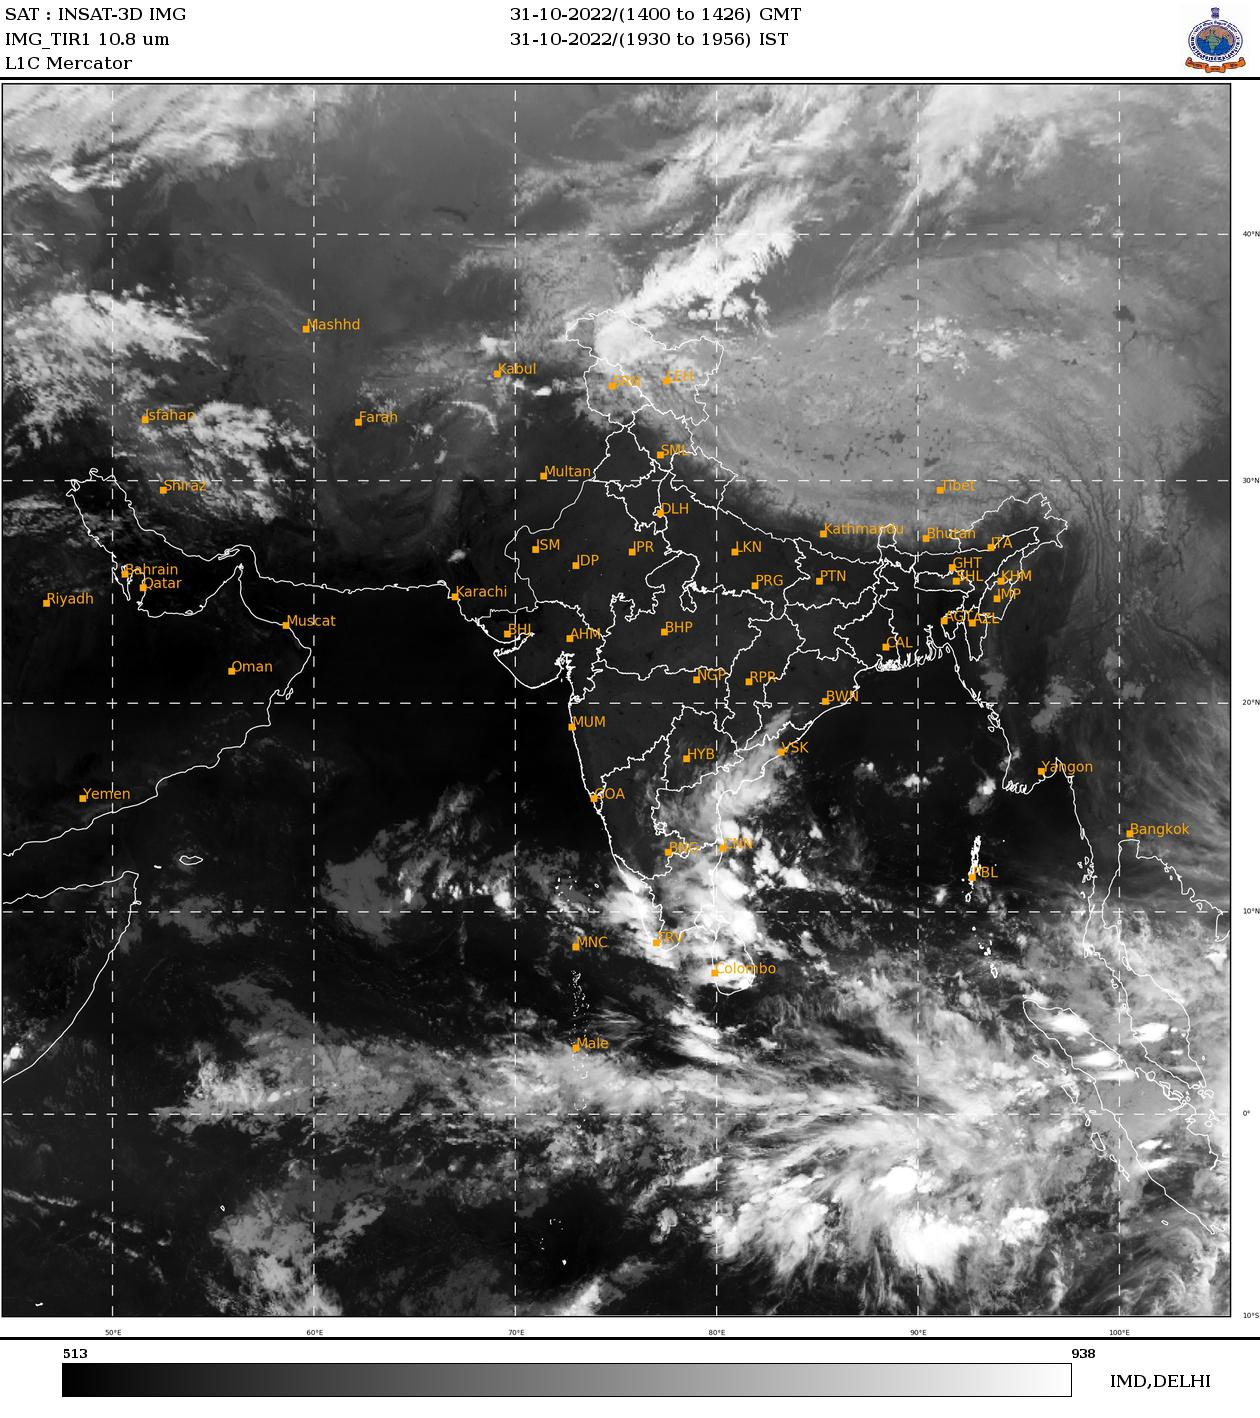 SAT : INSAT-3D IMG
31-10-2022/(1400 to 1426) GMT
IMG_TIR1 10.8 um
31-10-2022/(1930 to 1956) IST
L1C Mercator
40°N
Mashhd
Kabul
SRN
LEH
Isfahan
Farah
SML
Multan
30°N
Shiraz
Tibet
DLH
Kathmandu
Bhutan
JSM
JPR
LKN
ITA
JDP
GHT
Bahrain
SHL
KHM
Qatar
PRG
PTN
Karachi
IMP
Riyadh
Muscat
AGT
AZL
BHJ
AHM
BHP
CAL
Oman
NGP
RPR
BWN
20°N
MUM
VSK
HYB
Yangon
Yemen
GOA
Bangkok
BNG
CNN
PBL
10°N
MNC
TRV
Colombo
Male
0°
10°S
50°E
60°E
70°E
80°E
90°E
100°E
513
938
IMD,DELHI